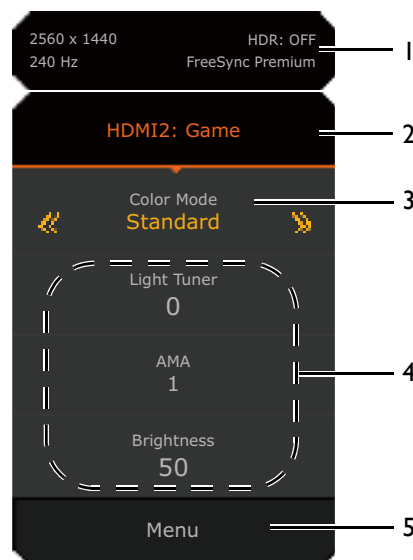 2560 x 1440 HDR: OFF
240 Hz FreeSync Premium
1
HDMI2: Game
2
Color Mode
3
Standard
Light Tuner
0
AMA
1
4
Brightness
50
Menu
5